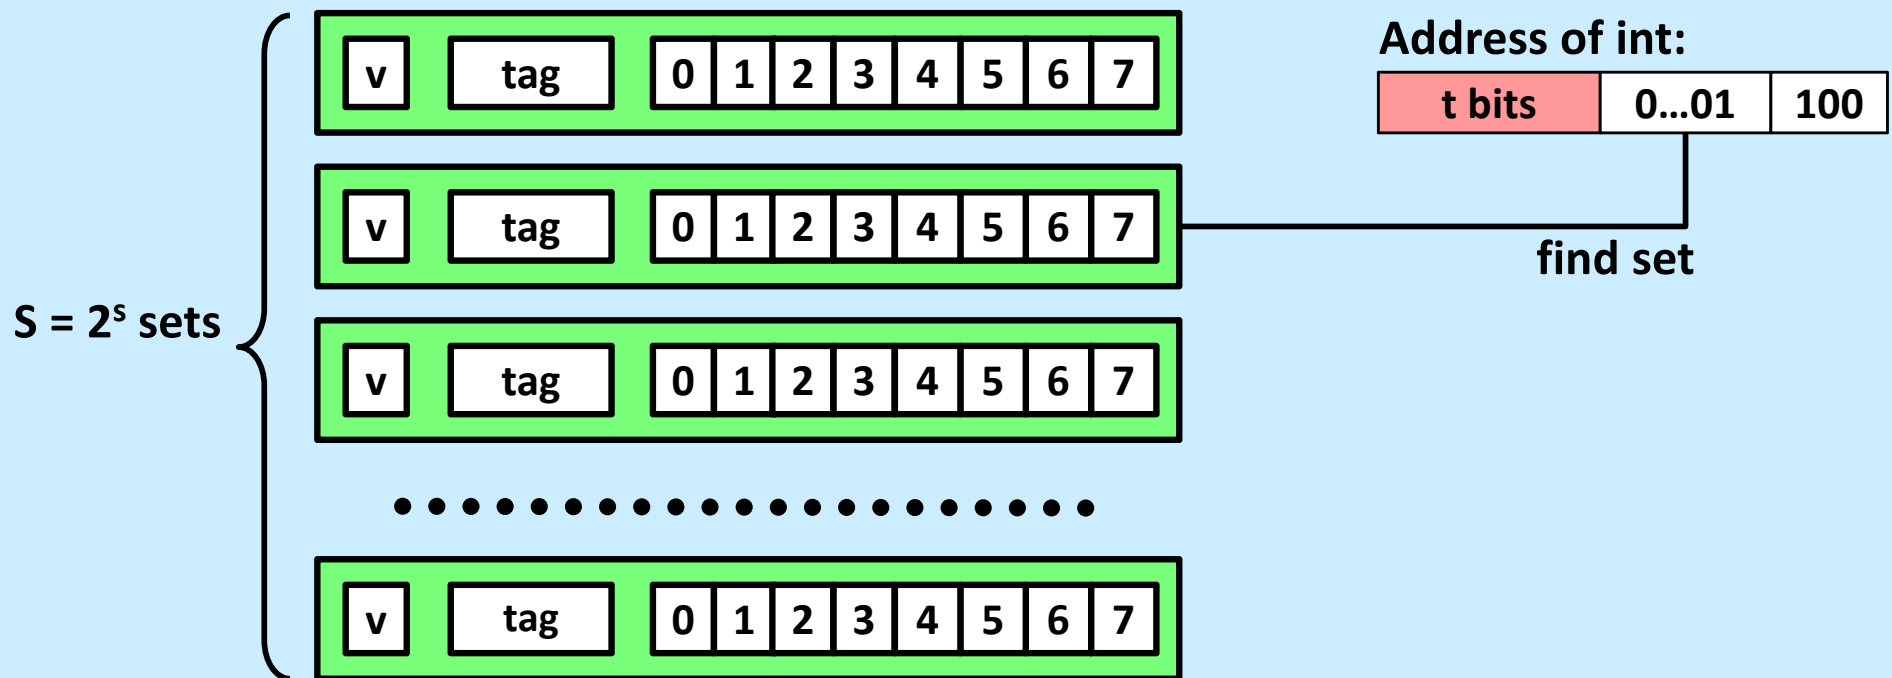 v tag 0 1 2 3 4 5 6 7
Address of int:
t bits 0...01 100
v tag 0 1 2 3 4 5 6 7
find set
S = 2ˢ sets
v tag 0 1 2 3 4 5 6 7
v tag 0 1 2 3 4 5 6 7